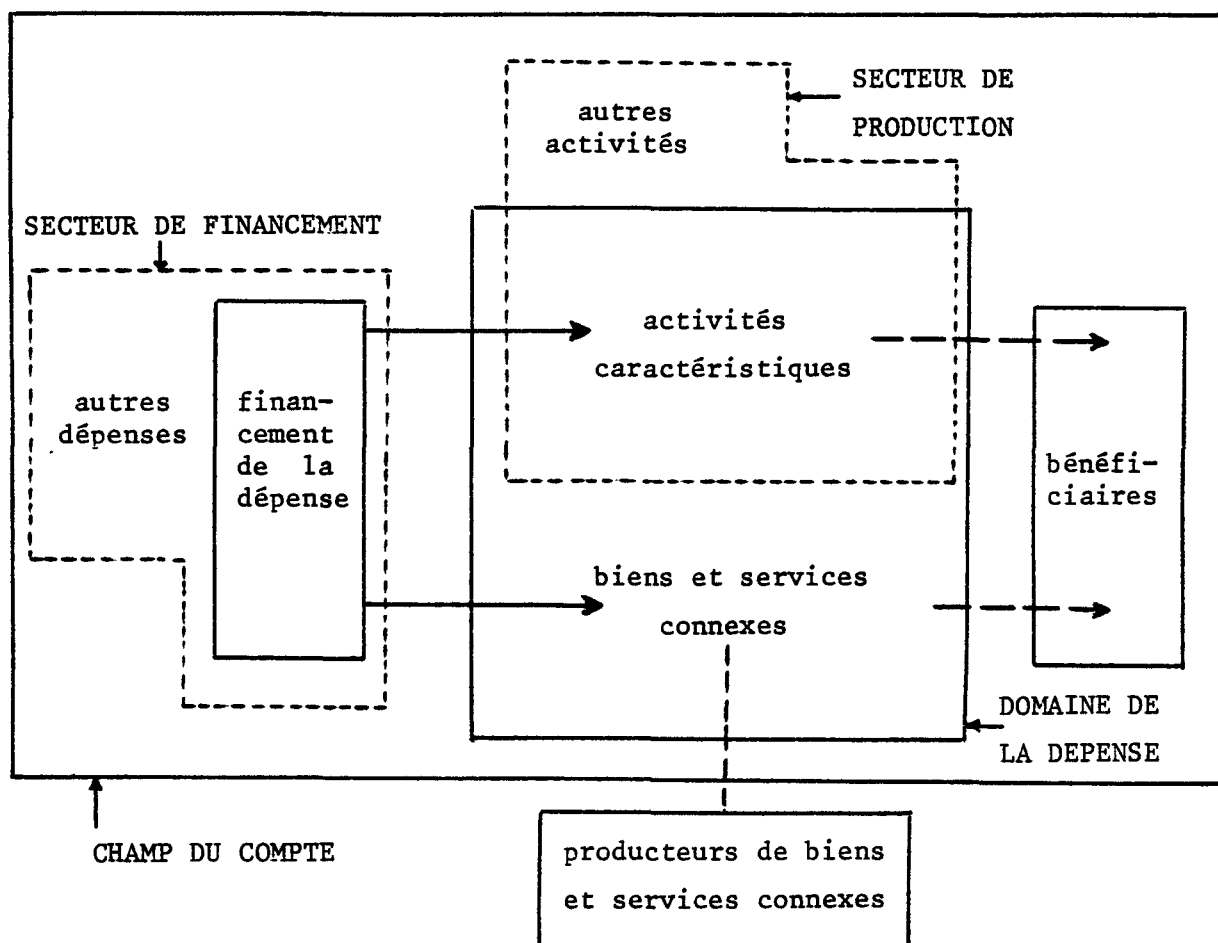 SECTEUR DE
PRODUCTION
autres
activités
SECTEUR DE FINANCEMENT
activités
caractéristiques
autres
dépenses
finan-
cement
de la
dépense
bénéfi-
ciaires
biens et services
connexes
DOMAINE DE
LA DEPENSE
CHAMP DU COMPTE
producteurs de biens
et services connexes